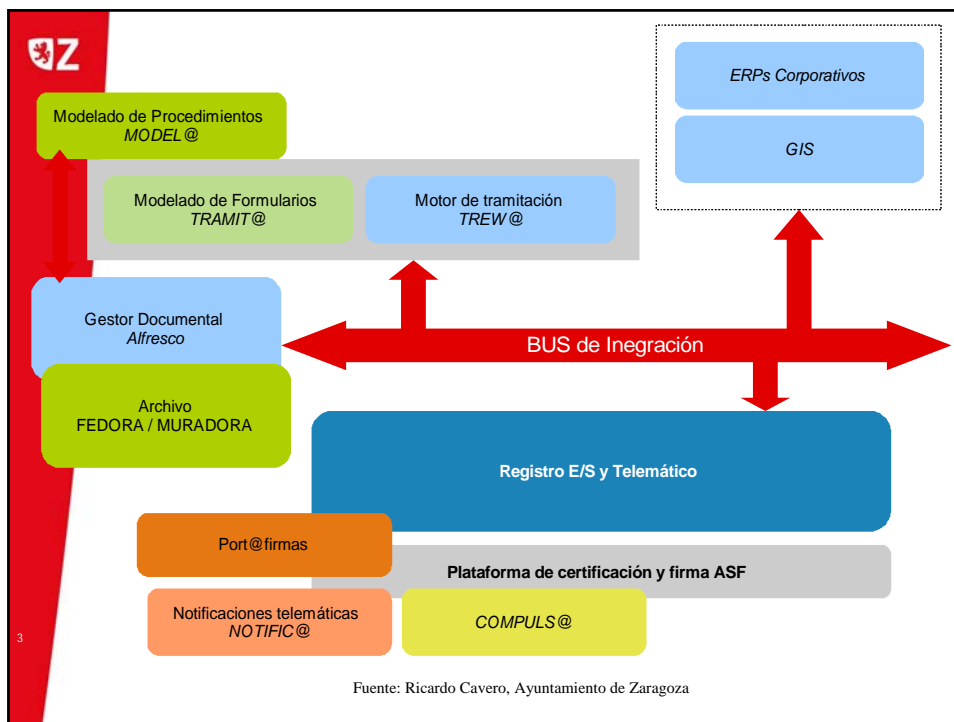 Z
ERPs Corporativos
GIS
Modelado de Procedimientos
MODEL@
Modelado de Formularios
TRAMIT@
Motor de tramitación
TREW@
Gestor Documental
Alfresco
BUS de Inegración
Archivo
FEDORA / MURADORA
Registro E/S y Telemático
Port@firmas
Plataforma de certificación y firma ASF
Notificaciones telemáticas
NOTIFIC@
COMPULS@
3
Fuente: Ricardo Cavero, Ayuntamiento de Zaragoza